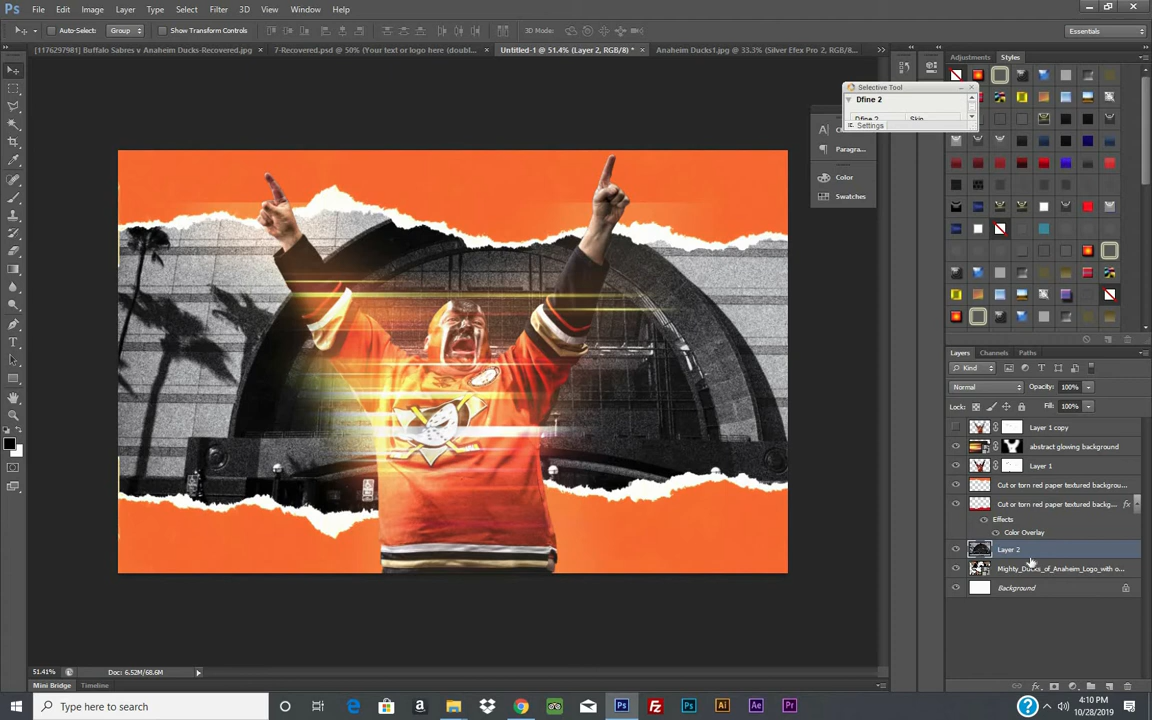 Ps File Edit Image Layer Type Select Filter 3D View Window Help
Auto-Select: Group Show Transform Controls 3D Mode: Essentials
[1176297981] Buffalo Sabres v Anaheim Ducks-Recovered.jpg × 7-Recovered.psd @ 50% (Your text or logo here (doubl... × Untitled-1 @ 51.4% (Layer 2, RGB/8) * × Anaheim Ducks1.jpg @ 33.3% (Silver Efex Pro 2, RGB/8...
Adjustments Styles
Selective Tool
Dfine 2
Dfine 2 Skin
Settings
Paragra...
Color
Swatches
Layers Channels Paths
Kind
Normal Opacity: 100%
Lock: Fill: 100%
Layer 1 copy
abstract glowing background
Layer 1
Cut or torn red paper textured backgrou...
Cut or torn red paper textured backg... fx
Effects
Color Overlay
Layer 2
Mighty_Ducks_of_Anaheim_Logo_with o...
Background
51.41% Doc: 6.52M/68.6M
Mini Bridge Timeline
Type here to search
4:10 PM
10/28/2019